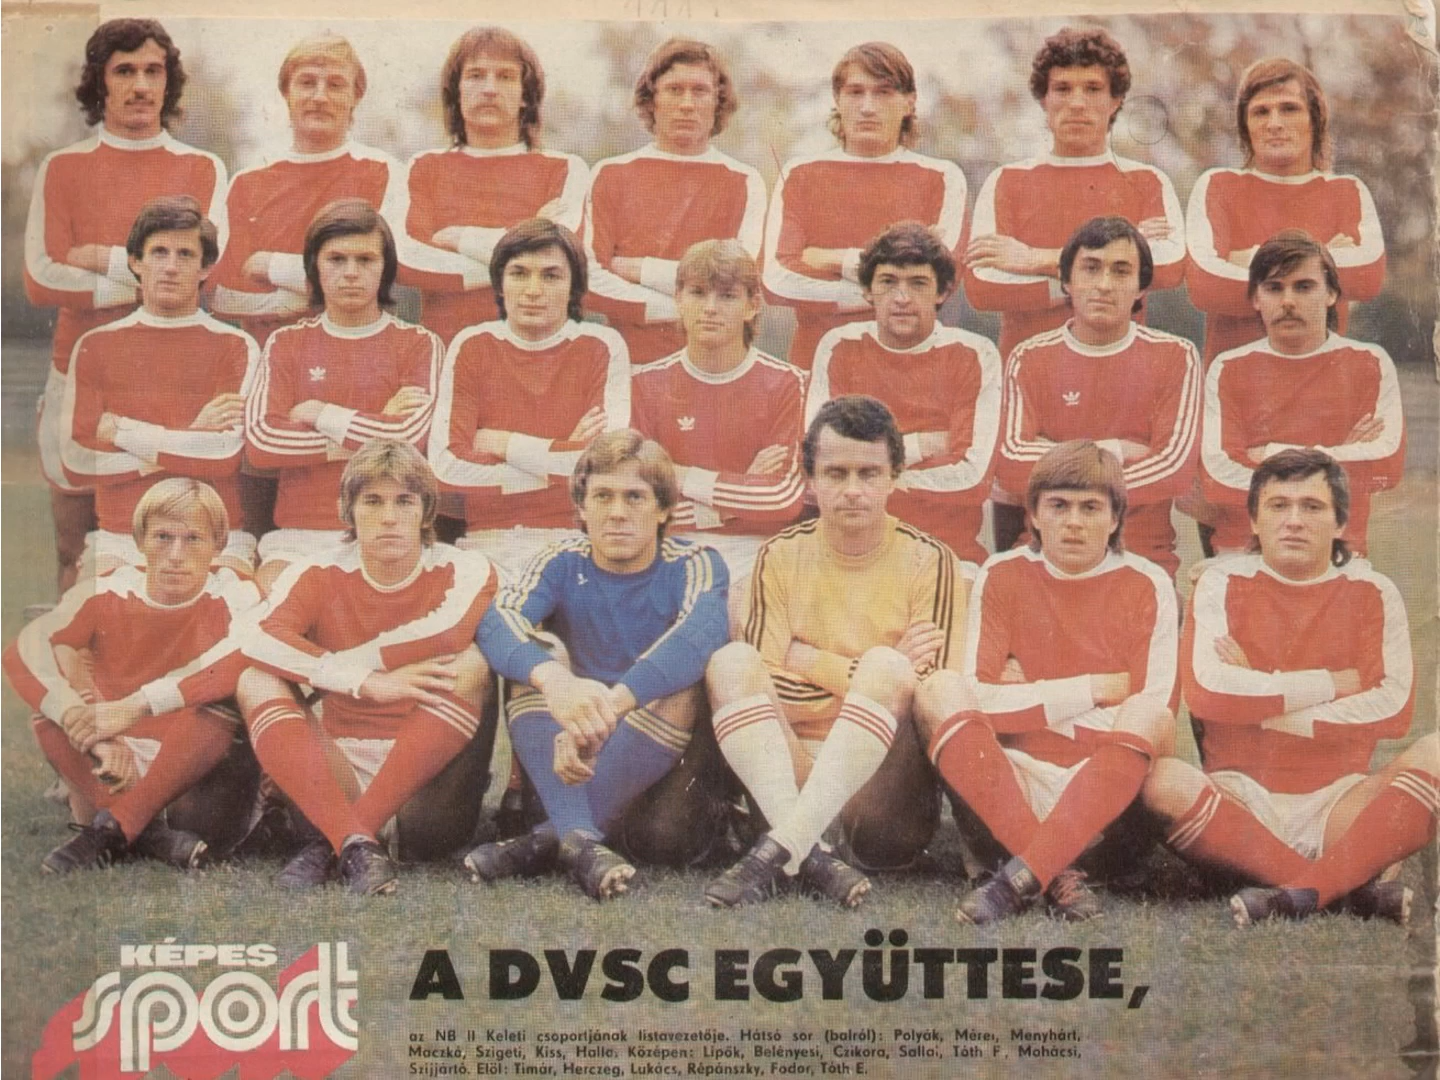 KÉPES
sport
A DVSC EGYÜTTESE,
az NB II Keleti csoportjának listavezetője. Hátsó sor (balról): Polyák, Mérei, Menyhárt,
Maczkó, Szigeti, Kiss, Halla. Középen: Lipók, Belényesi, Czikora, Sallai, Tóth F., Mohácsi,
Szijjártó. Elöl: Timár, Herczeg, Lukács, Répánszky, Fodor, Tóth E.